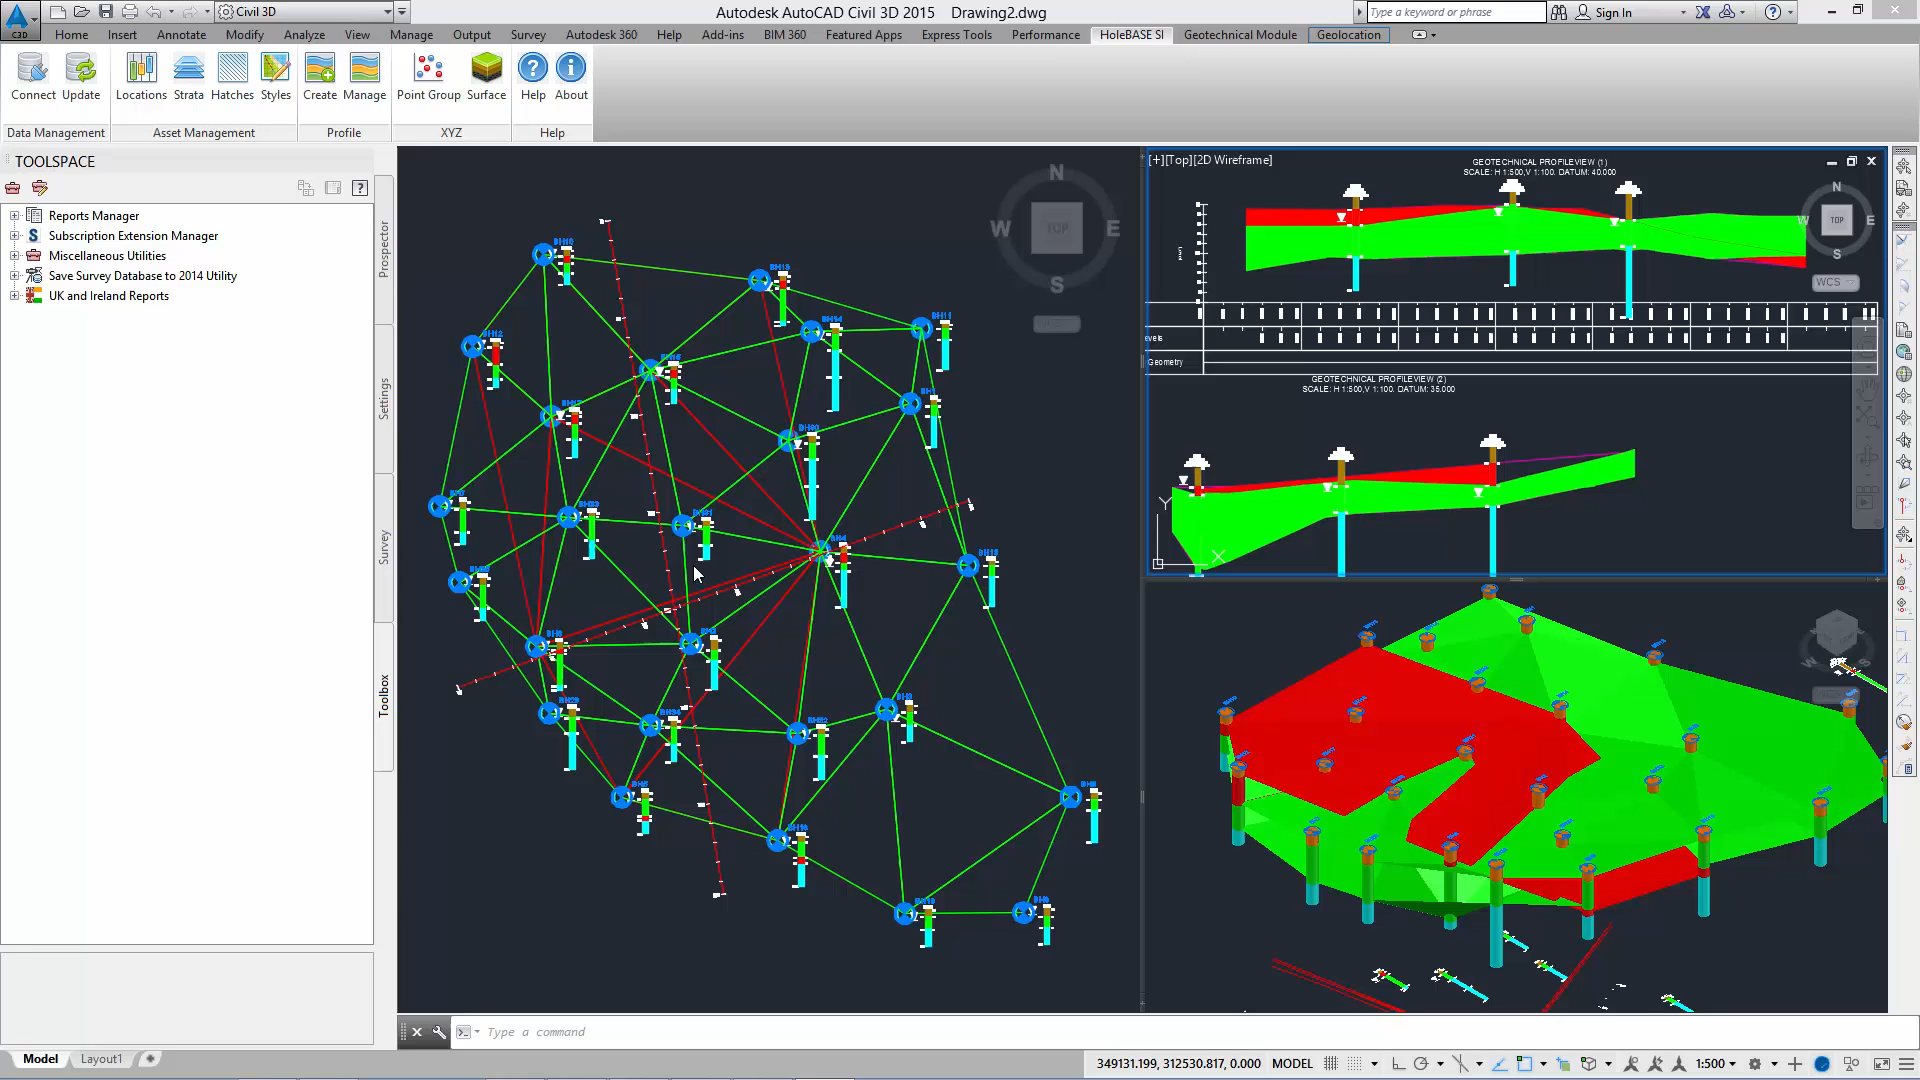 Civil 3D
Autodesk AutoCAD Civil 3D 2015 Drawing2.dwg
Type a keyword or phrase
Sign In
C3D
Home Insert Annotate Modify Analyze View Manage Output Survey Autodesk 360 Help Add-ins BIM 360 Featured Apps Express Tools Performance HoleBASE SI Geotechnical Module Geolocation
Connect Update Locations Strata Hatches Styles Create Manage Point Group Surface Help About
Data Management Asset Management Profile XYZ Help
TOOLSPACE
Reports Manager
Subscription Extension Manager
Miscellaneous Utilities
Save Survey Database to 2014 Utility
UK and Ireland Reports
Prospector
Settings
Survey
Toolbox
N
W TOP E
S
[+][Top][2D Wireframe]
GEOTECHNICAL PROFILEVIEW (1)
SCALE: H 1:500,V 1:100. DATUM: 40.000
N
W TOP E
S
WCS
Geometry
GEOTECHNICAL PROFILEVIEW (2)
SCALE: H 1:500,V 1:100. DATUM: 35.000
Y
X
W S
Type a command
Model Layout1
349131.199, 312530.817, 0.000 MODEL 1:500